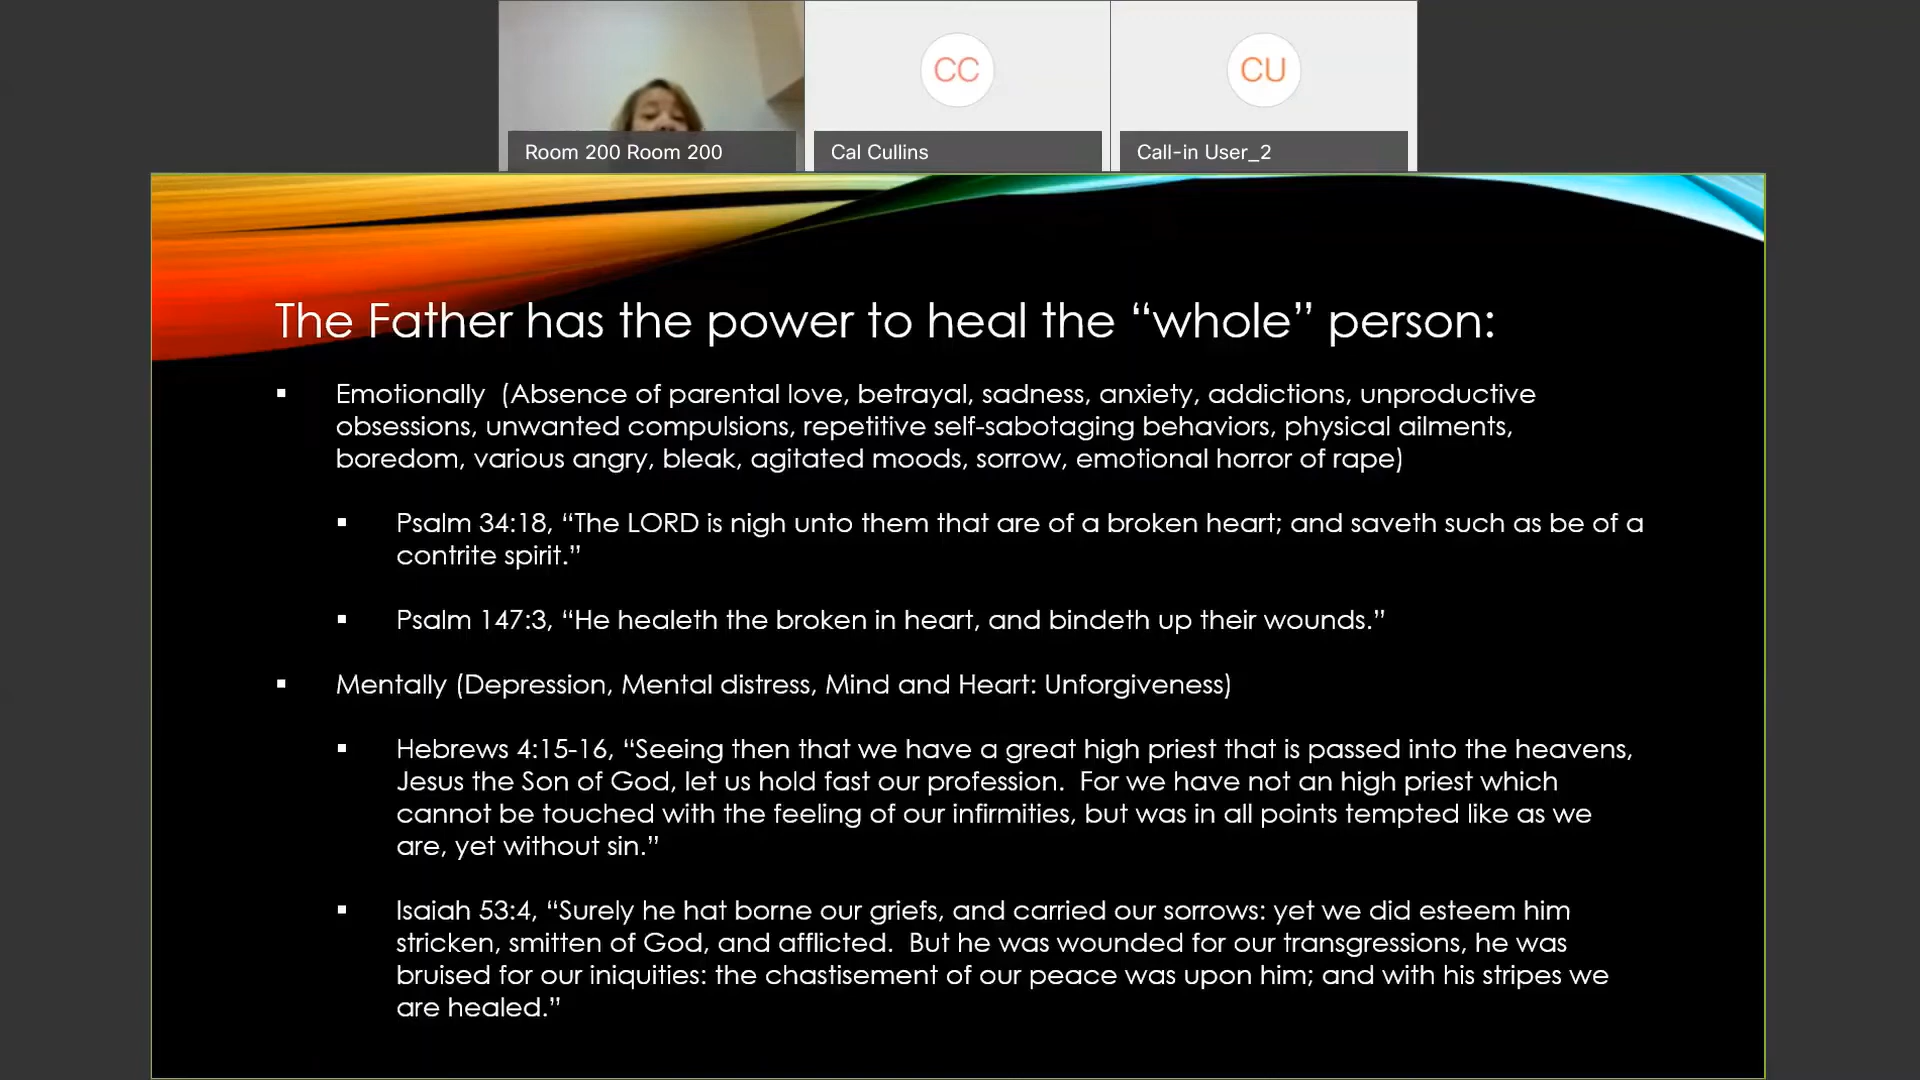 CC
CU
Room 200 Room 200
Cal Cullins
Call-in User_2
The Father has the power to heal the “whole” person:
▪ Emotionally  (Absence of parental love, betrayal, sadness, anxiety, addictions, unproductive
obsessions, unwanted compulsions, repetitive self-sabotaging behaviors, physical ailments,
boredom, various angry, bleak, agitated moods, sorrow, emotional horror of rape)
▪ Psalm 34:18, “The LORD is nigh unto them that are of a broken heart; and saveth such as be of a
contrite spirit.”
▪ Psalm 147:3, “He healeth the broken in heart, and bindeth up their wounds.”
▪ Mentally (Depression, Mental distress, Mind and Heart: Unforgiveness)
▪ Hebrews 4:15-16, “Seeing then that we have a great high priest that is passed into the heavens,
Jesus the Son of God, let us hold fast our profession.  For we have not an high priest which
cannot be touched with the feeling of our infirmities, but was in all points tempted like as we
are, yet without sin.”
▪ Isaiah 53:4, “Surely he hat borne our griefs, and carried our sorrows: yet we did esteem him
stricken, smitten of God, and afflicted.  But he was wounded for our transgressions, he was
bruised for our iniquities: the chastisement of our peace was upon him; and with his stripes we
are healed.”